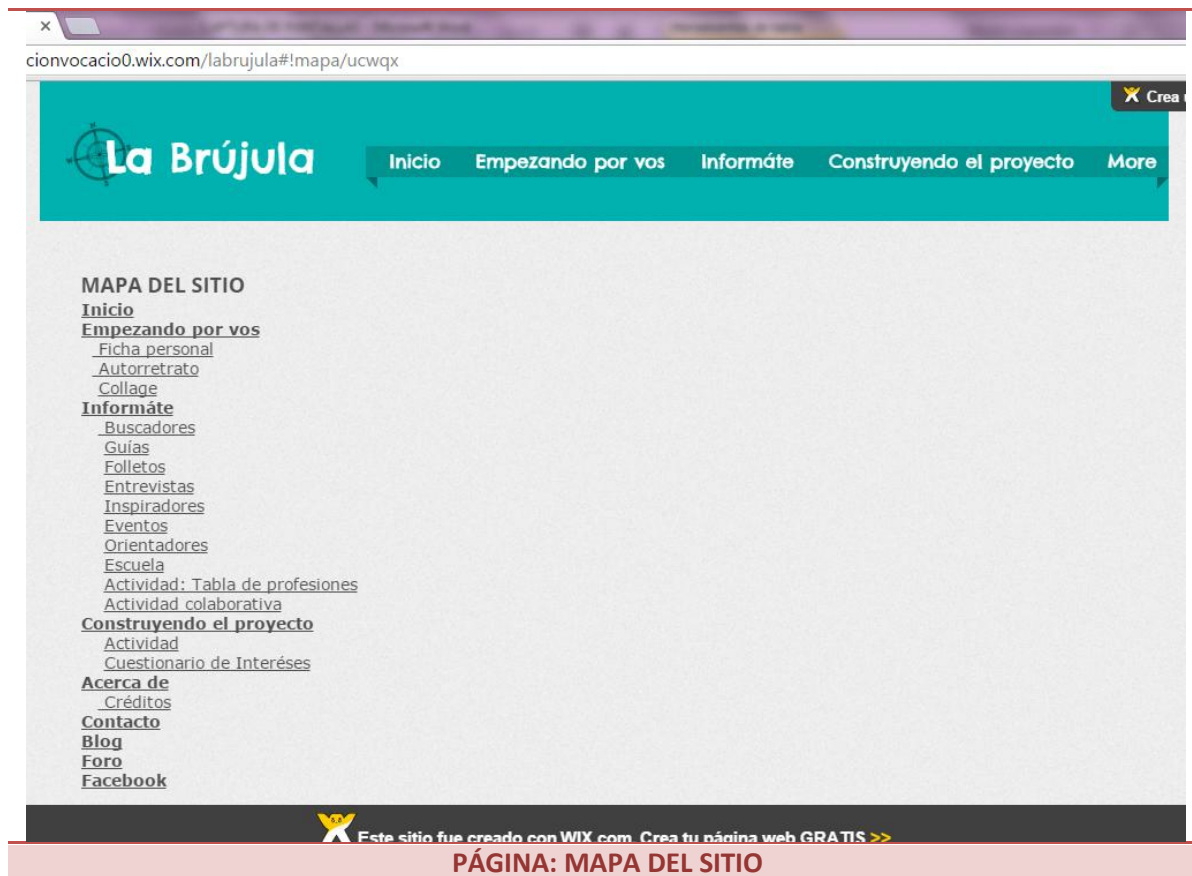 cionvocacio0.wix.com/labrujula#!mapa/ucwqx
Crea
La Brújula
Inicio Empezando por vos Informáte Construyendo el proyecto More
MAPA DEL SITIO
Inicio
Empezando por vos
Ficha personal
Autorretrato
Collage
Informáte
Buscadores
Guías
Folletos
Entrevistas
Inspiradores
Eventos
Orientadores
Escuela
Actividad: Tabla de profesiones
Actividad colaborativa
Construyendo el proyecto
Actividad
Cuestionario de Interéses
Acerca de
Créditos
Contacto
Blog
Foro
Facebook
Este sitio fue creado con WIX.com. Crea tu página web GRATIS >>
PÁGINA: MAPA DEL SITIO